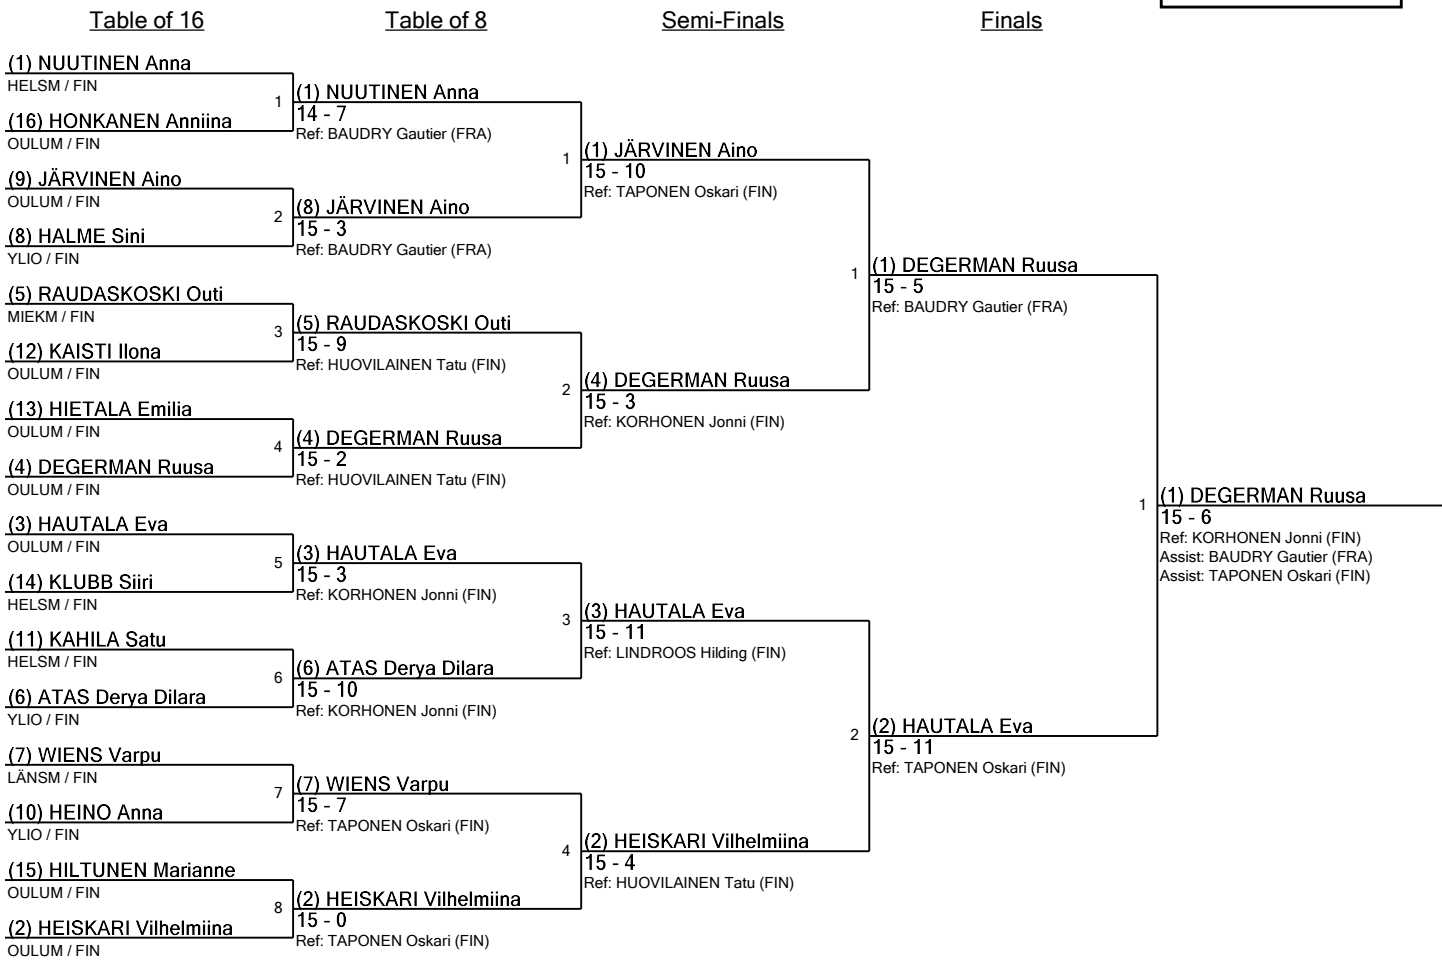 Table of 16
Table of 8
Semi-Finals
Finals
(1) NUUTINEN Anna
HELSM / FIN
(16) HONKANEN Anniina
OULUM / FIN
(9) JÄRVINEN Aino
OULUM / FIN
(8) HALME Sini
YLIO / FIN
(5) RAUDASKOSKI Outi
MIEKM / FIN
(12) KAISTI Ilona
OULUM / FIN
(13) HIETALA Emilia
OULUM / FIN
(4) DEGERMAN Ruusa
OULUM / FIN
(3) HAUTALA Eva
OULUM / FIN
(14) KLUBB Siiri
HELSM / FIN
(11) KAHILA Satu
HELSM / FIN
(6) ATAS Derya Dilara
YLIO / FIN
(7) WIENS Varpu
LÄNSM / FIN
(10) HEINO Anna
YLIO / FIN
(15) HILTUNEN Marianne
OULUM / FIN
(2) HEISKARI Vilhelmiina
OULUM / FIN
1
(1) NUUTINEN Anna
14 - 7
Ref: BAUDRY Gautier (FRA)
2
(8) JÄRVINEN Aino
15 - 3
Ref: BAUDRY Gautier (FRA)
3
(5) RAUDASKOSKI Outi
15 - 9
Ref: HUOVILAINEN Tatu (FIN)
4
(4) DEGERMAN Ruusa
15 - 2
Ref: HUOVILAINEN Tatu (FIN)
5
(3) HAUTALA Eva
15 - 3
Ref: KORHONEN Jonni (FIN)
6
(6) ATAS Derya Dilara
15 - 10
Ref: KORHONEN Jonni (FIN)
7
(7) WIENS Varpu
15 - 7
Ref: TAPONEN Oskari (FIN)
8
(2) HEISKARI Vilhelmiina
15 - 0
Ref: TAPONEN Oskari (FIN)
1
(1) JÄRVINEN Aino
15 - 10
Ref: TAPONEN Oskari (FIN)
2
(4) DEGERMAN Ruusa
15 - 3
Ref: KORHONEN Jonni (FIN)
3
(3) HAUTALA Eva
15 - 11
Ref: LINDROOS Hilding (FIN)
4
(2) HEISKARI Vilhelmiina
15 - 4
Ref: HUOVILAINEN Tatu (FIN)
1
(1) DEGERMAN Ruusa
15 - 5
Ref: BAUDRY Gautier (FRA)
2
(2) HAUTALA Eva
15 - 11
Ref: TAPONEN Oskari (FIN)
1
(1) DEGERMAN Ruusa
15 - 6
Ref: KORHONEN Jonni (FIN)
Assist: BAUDRY Gautier (FRA)
Assist: TAPONEN Oskari (FIN)